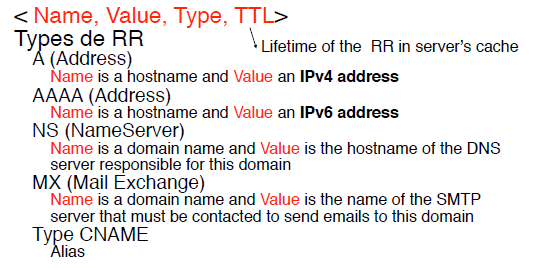 < Name, Value, Type, TTL>
Lifetime of the RR in server's cache
Types de RR
A (Address)
Name is a hostname and Value an IPv4 address
AAAA (Address)
Name is a hostname and Value an IPv6 address
NS (NameServer)
Name is a domain name and Value is the hostname of the DNS
server responsible for this domain
MX (Mail Exchange)
Name is a domain name and Value is the name of the SMTP
server that must be contacted to send emails to this domain
Type CNAME
Alias